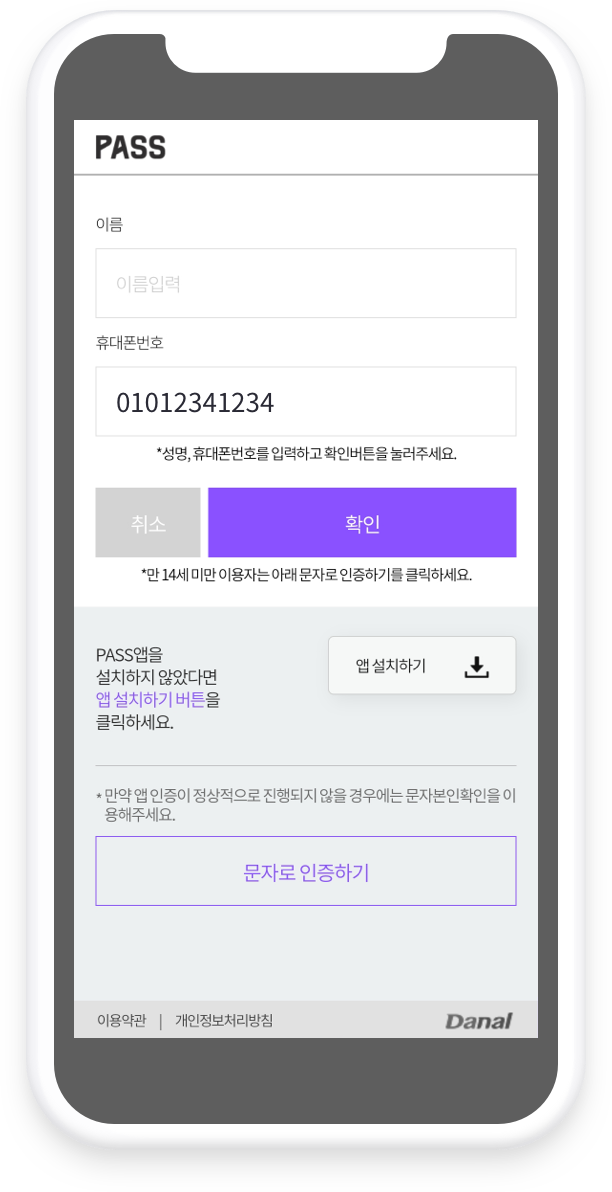 PASS
이름
이름입력
휴대폰번호
01012341234
*성명, 휴대폰번호를 입력하고 확인버튼을 눌러주세요.
취소
확인
*만 14세 미만 이용자는 아래 문자로 인증하기를 클릭하세요.
PASS앱을
설치하지 않았다면
앱 설치하기 버튼을
클릭하세요.
앱 설치하기
* 만약 앱 인증이 정상적으로 진행되지 않을 경우에는 문자본인확인을 이
용해주세요.
문자로 인증하기
이용약관 | 개인정보처리방침
Danal